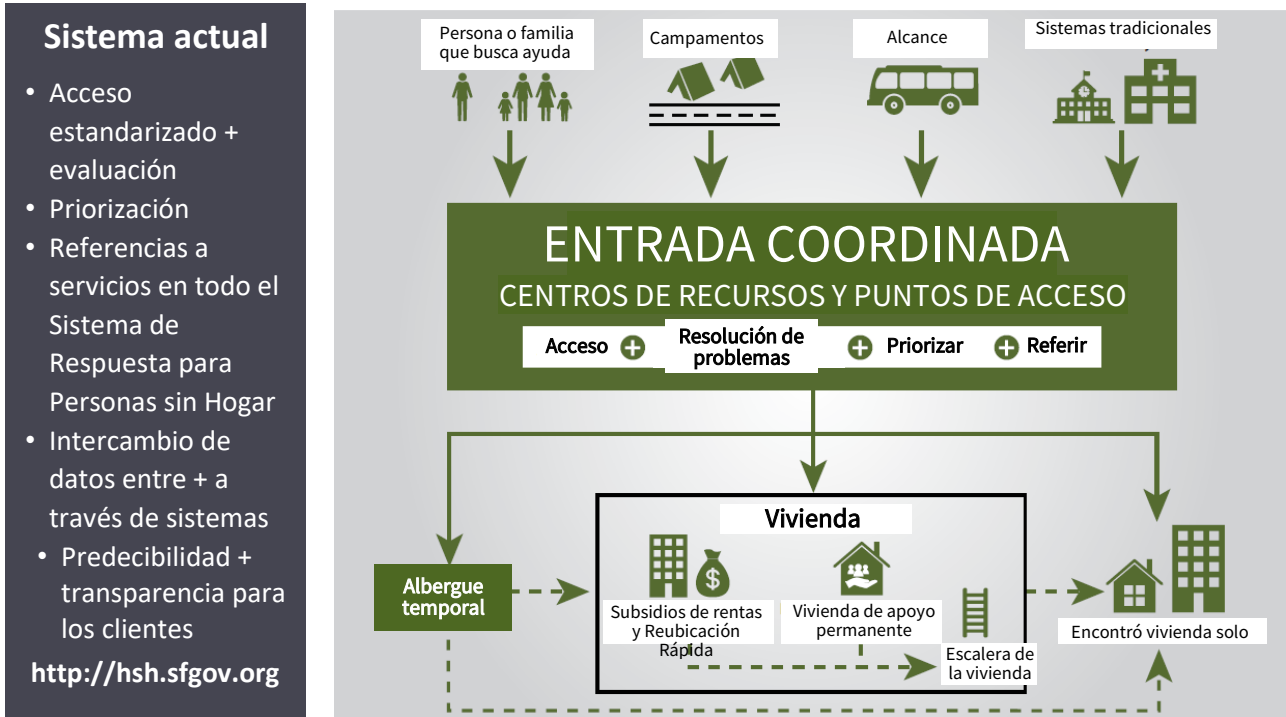 Sistema actual
• Acceso
estandarizado +
evaluación
• Priorización
• Referencias a
servicios en todo el
Sistema de
Respuesta para
Personas sin Hogar
• Intercambio de
datos entre + a
través de sistemas
• Predecibilidad +
transparencia para
los clientes
http://hsh.sfgov.org
Persona o familia
que busca ayuda
Campamentos
Alcance
Sistemas tradicionales
ENTRADA COORDINADA
CENTROS DE RECURSOS Y PUNTOS DE ACCESO
Acceso + Resolución de
problemas + Priorizar + Referir
Vivienda
Albergue
temporal
$
Subsidios de rentas
y Reubicación
Rápida
Vivienda de apoyo
permanente
Escalera de
la vivienda
Encontró vivienda solo